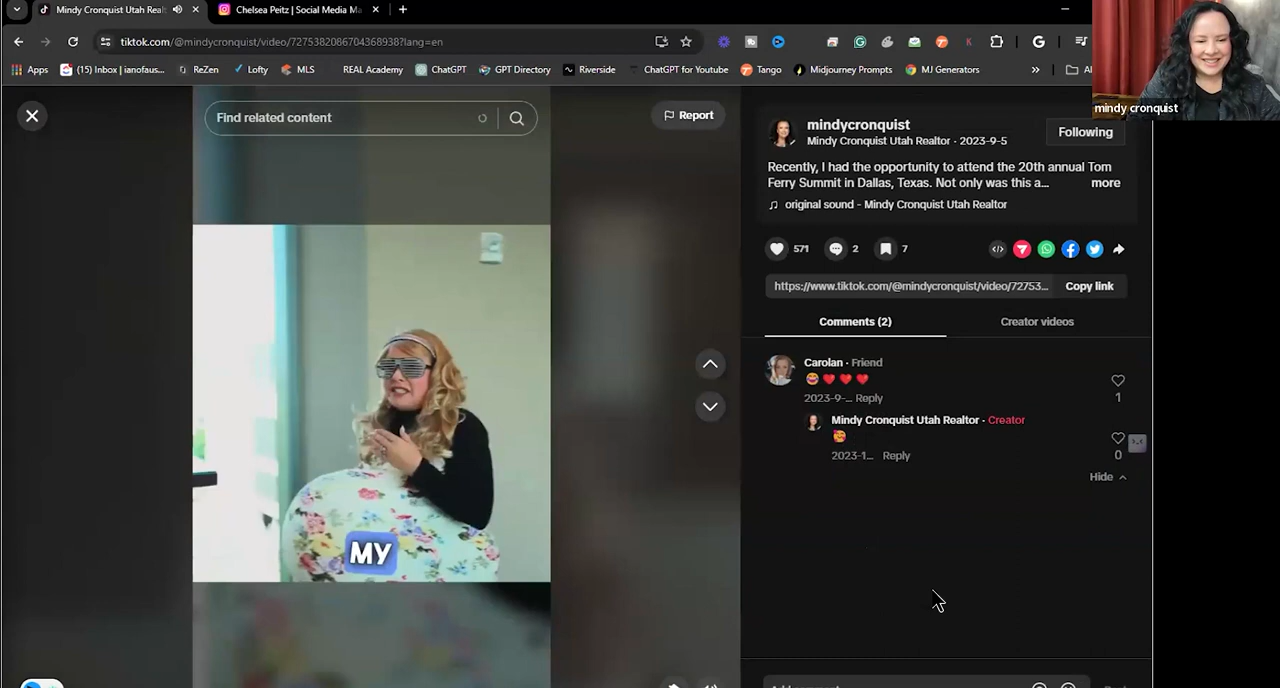 Mindy Cronquist Utah Real
Chelsea Peitz | Social Media Ma
tiktok.com/@mindycronquist/video/7275382086704368938?lang=en
Apps
(15) Inbox | ianofaus...
ReZen
Lofty
MLS
REAL Academy
ChatGPT
GPTDirectory
Riverside
ChatGPT for Youtube
Tango
Midjourney Prompts
MJ Generators
»
mindy cronquist
Find related content
Report
mindycronquist
Mindy Cronquist Utah Realtor · 2023-9-5
Following
Recently, I had the opportunity to attend the 20th annual Tom
Ferry Summit in Dallas, Texas. Not only was this a... more
original sound - Mindy Cronquist Utah Realtor
571
2
7
https://www.tiktok.com/@mindycronquist/video/72753...
Copy link
Comments (2)
Creator videos
Carolan · Friend
2023-9-... Reply
1
Mindy Cronquist Utah Realtor · Creator
2023-1... Reply
0
Hide
MY